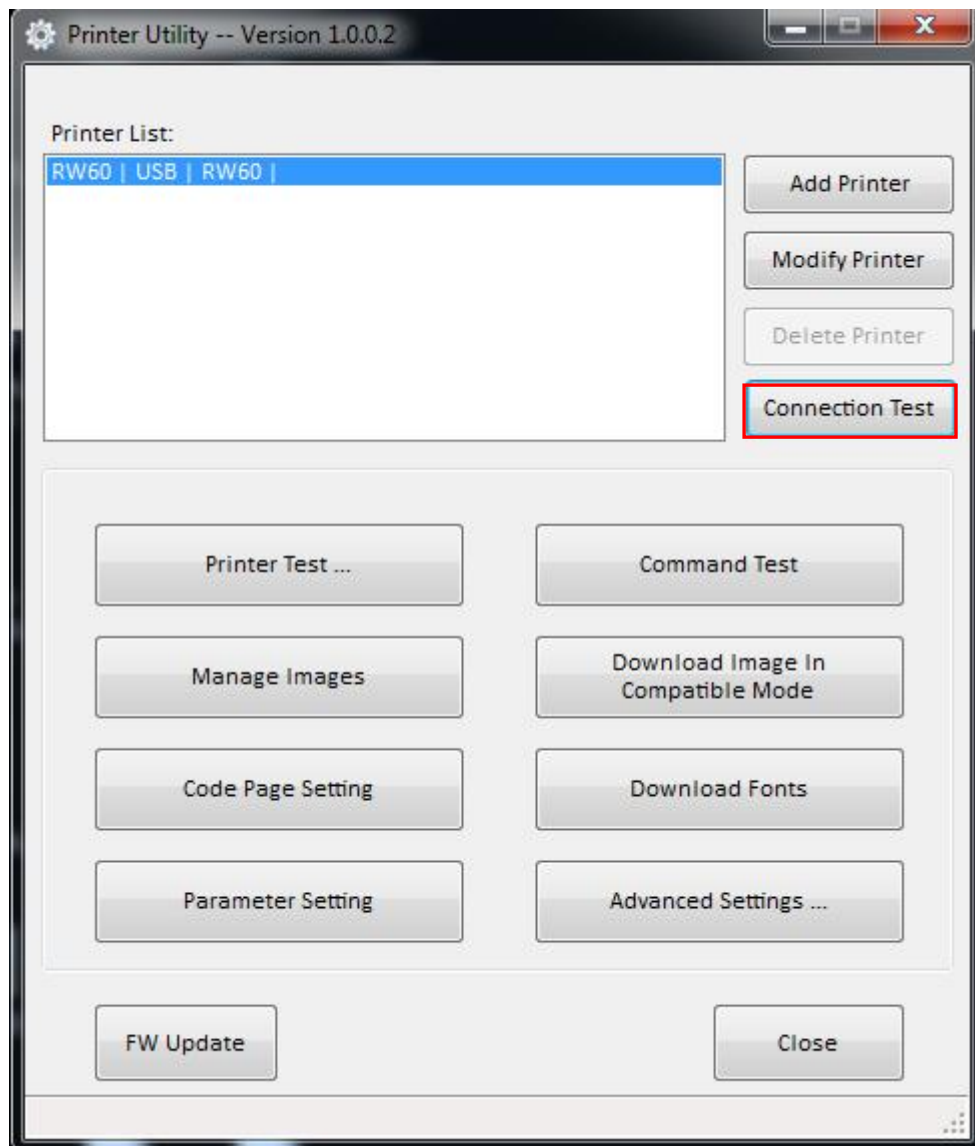 Printer Utility -- Version 1.0.0.2
Printer List:
RW60 | USB | RW60 |
Add Printer
Modify Printer
Delete Printer
Connection Test
Printer Test ...
Command Test
Manage Images
Download Image In
Compatible Mode
Code Page Setting
Download Fonts
Parameter Setting
Advanced Settings ...
FW Update
Close